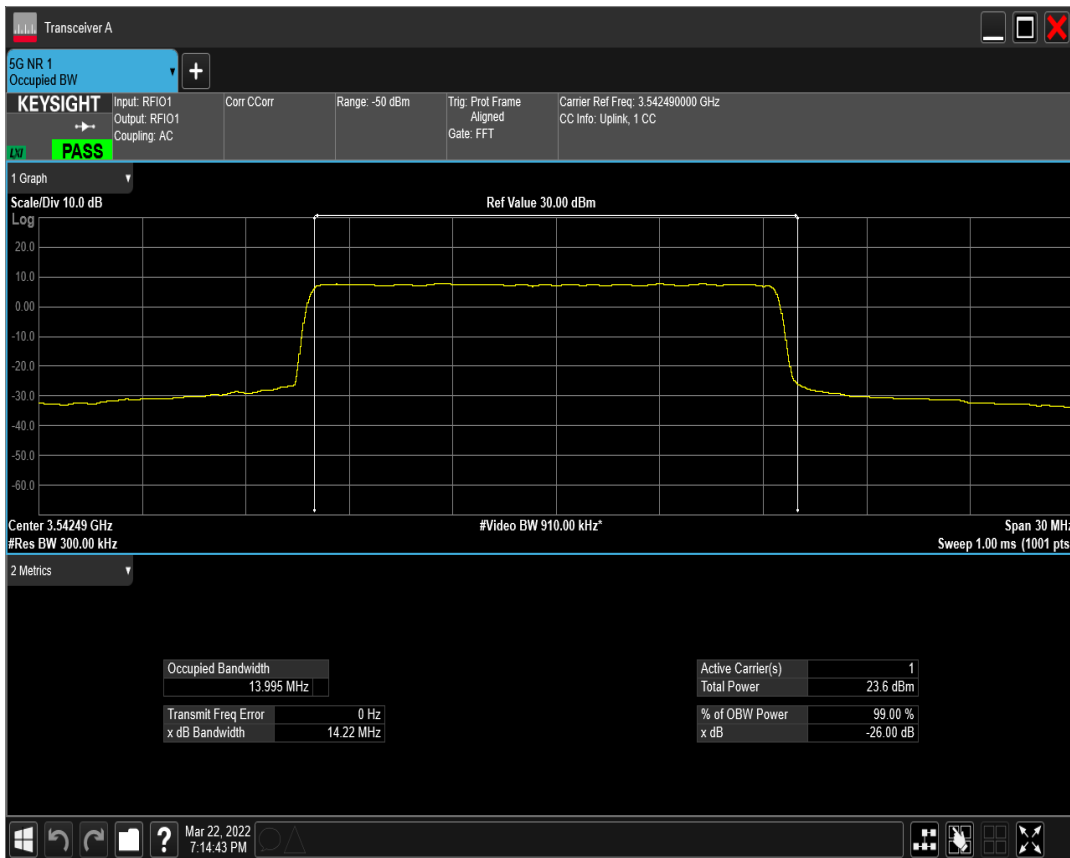 Transceiver A
5G NR 1
Occupied BW
KEYSIGHT
LXI
PASS
Input: RFIO1
Output: RFIO1
Coupling: AC
Corr CCorr
Range: -50 dBm
Trig: Prot Frame
Aligned
Gate: FFT
Carrier Ref Freq: 3.542490000 GHz
CC Info: Uplink, 1 CC
1 Graph
Scale/Div 10.0 dB
Ref Value 30.00 dBm
Log
20.0
10.0
0.00
-10.0
-20.0
-30.0
-40.0
-50.0
-60.0
Center 3.54249 GHz
#Video BW 910.00 kHz*
Span 30 MHz
#Res BW 300.00 kHz
Sweep 1.00 ms (1001 pts
2 Metrics
Occupied Bandwidth
13.995 MHz
Transmit Freq Error 0 Hz
x dB Bandwidth 14.22 MHz
Active Carrier(s) 1
Total Power 23.6 dBm
% of OBW Power 99.00 %
x dB -26.00 dB
Mar 22, 2022
7:14:43 PM